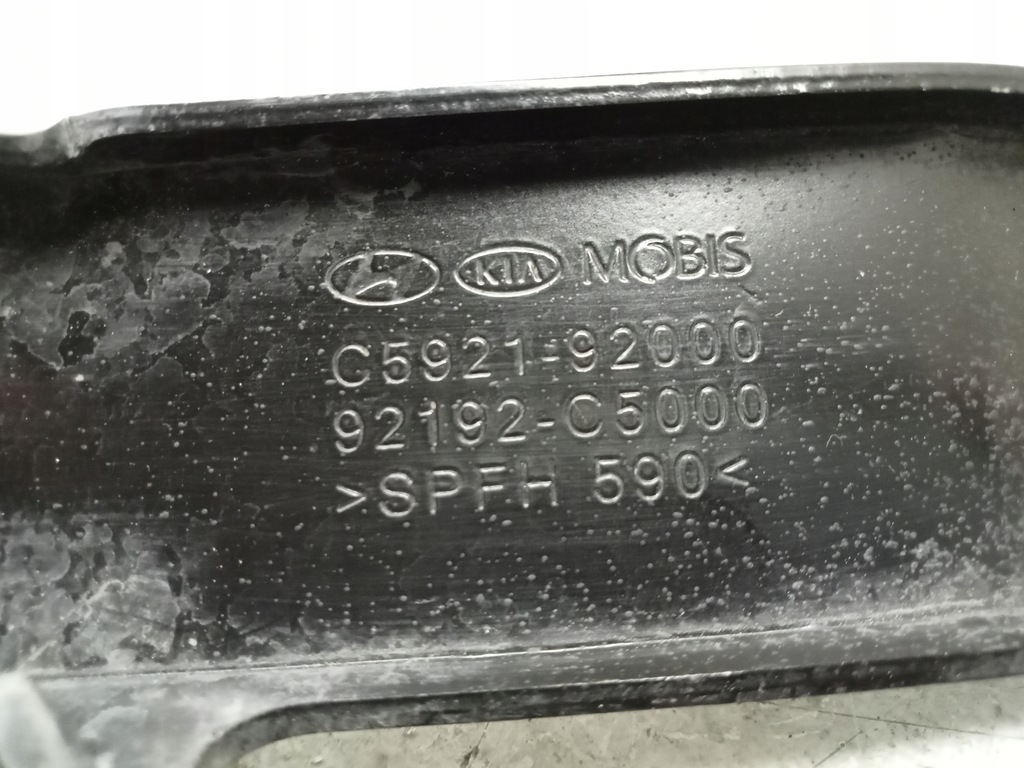 KIA MOBIS
C5921-92000
92192-C5000
>SPFH 590<